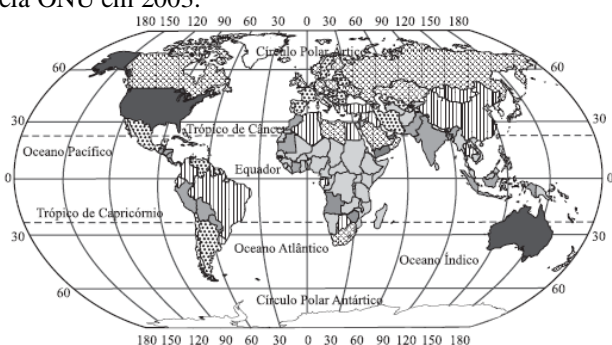 cia ONU em 2005.
180 150 120 90 60 30 0 30 60 90 120 150 180
Círculo Polar Ártico
60 60
30 30
Trópico de Câncer
Oceano Pacífico
Equador
0 0
Trópico de Capricórnio
30 30
Oceano Atlântico
Oceano Índico
60 60
Círculo Polar Antártico
180 150 120 90 60 30 0 30 60 90 120 150 180